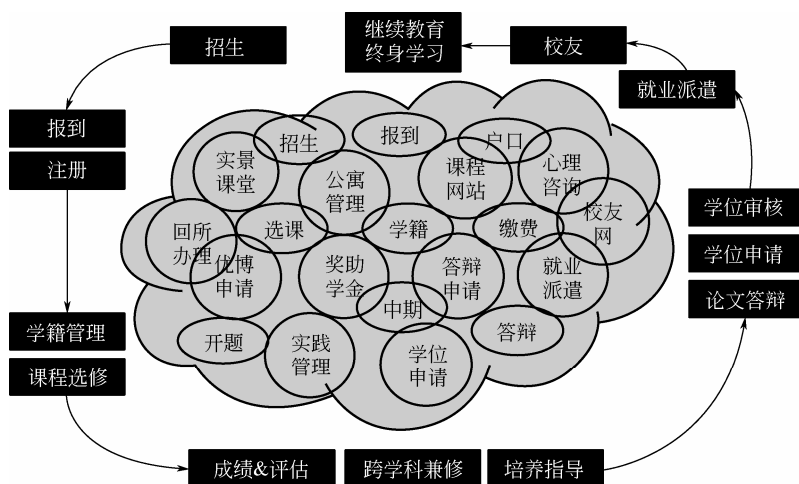 继续教育
终身学习
校友
招生
就业派遣
报到
注册
招生
报到
户口
实景
课堂
公寓
管理
课程
网站
心理
咨询
校友
网
学位审核
回所
办理
选课
学籍
缴费
学位申请
优博
申请
奖助
学金
答辩
申请
就业
派遣
论文答辩
中期
学籍管理
开题
实践
管理
答辩
学位
申请
课程选修
成绩&评估
跨学科兼修
培养指导